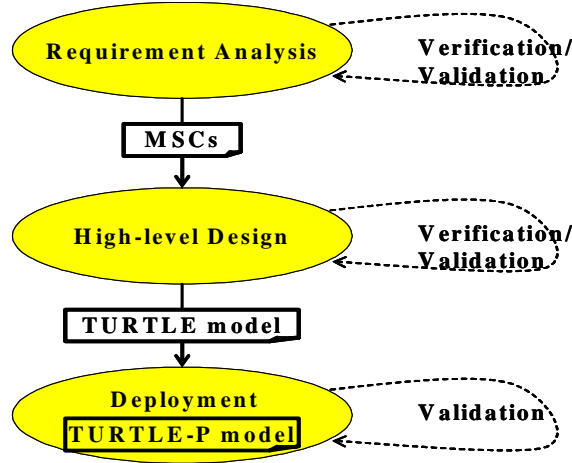 Requirement Analysis
Verification/
Validation
MSCs
High-level Design
Verification/
Validation
TURTLE model
Deployment
TURTLE-P model
Validation